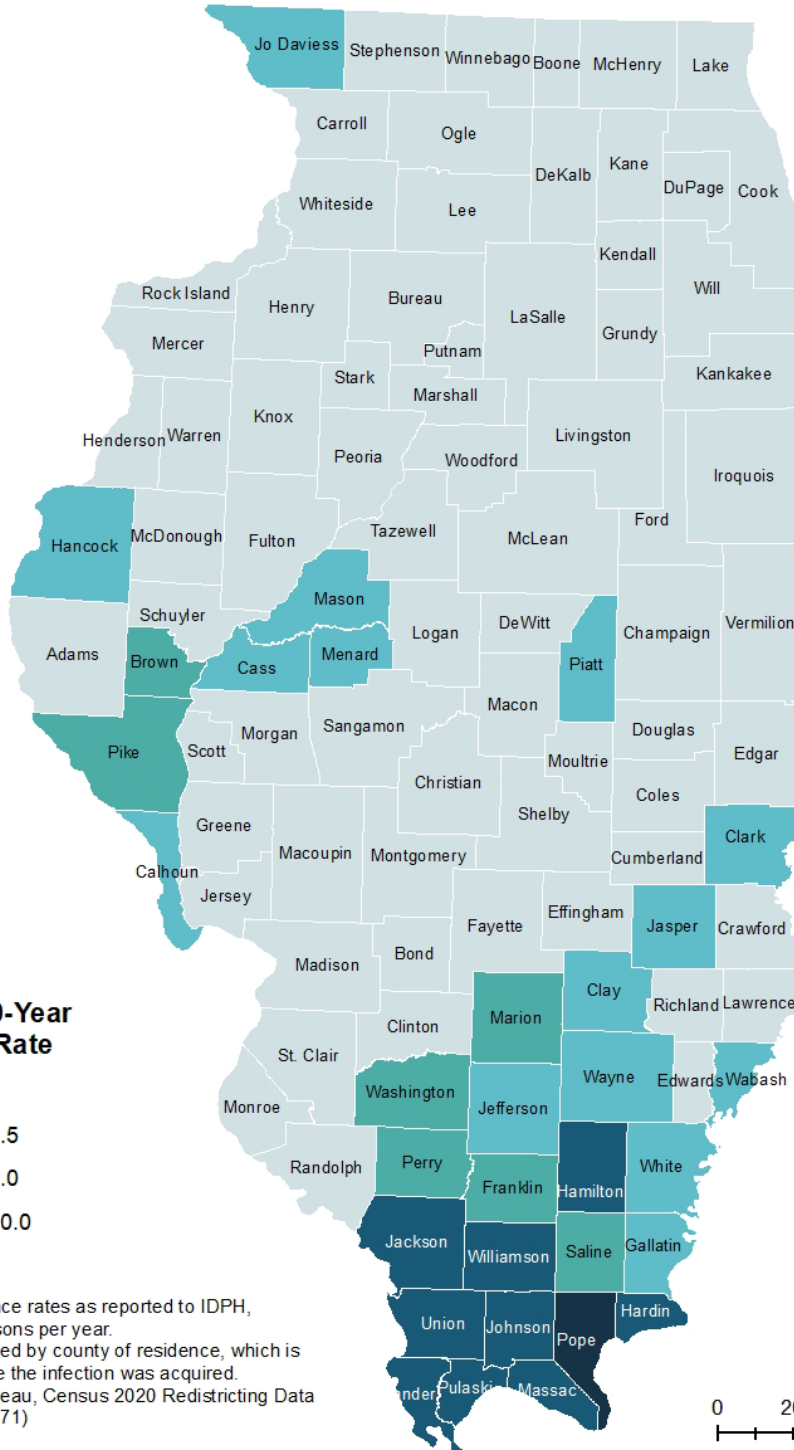 Jo Daviess
Stephenson
Winnebago
Boone
McHenry
Lake
Carroll
Ogle
DeKalb
Kane
DuPage
Cook
Whiteside
Lee
Kendall
Rock Island
Henry
Bureau
LaSalle
Will
Mercer
Putnam
Grundy
Stark
Marshall
Kankakee
Henderson
Warren
Knox
Peoria
Woodford
Livingston
Iroquois
Hancock
McDonough
Fulton
Tazewell
McLean
Ford
Mason
Schuyler
Logan
DeWitt
Champaign
Vermilion
Adams
Brown
Cass
Menard
Piatt
Macon
Pike
Scott
Morgan
Sangamon
Christian
Moultrie
Douglas
Edgar
Coles
Shelby
Greene
Macoupin
Montgomery
Cumberland
Clark
Calhoun
Jersey
Fayette
Effingham
Jasper
Crawford
Madison
Bond
Clay
Richland
Lawrence
0-Year
Rate
Marion
Clinton
St. Clair
Wayne
Edwards
Wabash
Washington
Jefferson
Monroe
.5
.0
0.0
Randolph
Perry
Franklin
Hamilton
White
Jackson
Williamson
Saline
Gallatin
Union
Johnson
Pope
Hardin
nder
Pulaski
Massac
ce rates as reported to IDPH,
sons per year.
ed by county of residence, which is
e the infection was acquired.
reau, Census 2020 Redistricting Data
71)
0 20